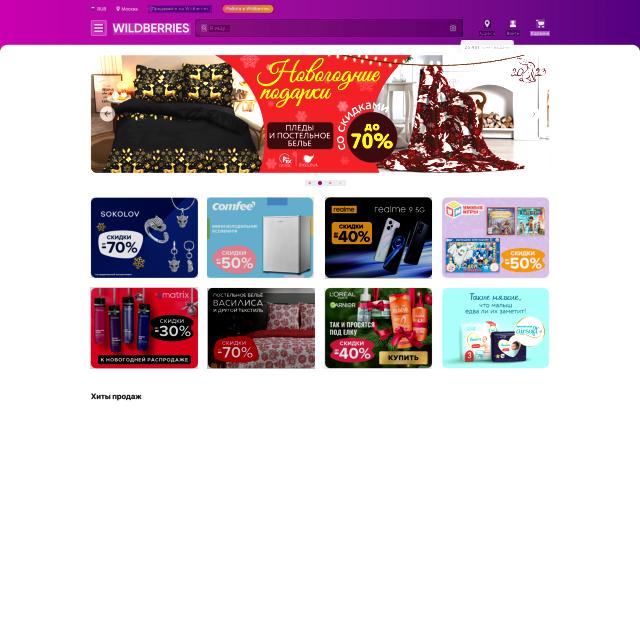 RUB
Москва
Продавайте на Wildberries
Работа в Wildberries
WILDBERRIES
Я ищу...
Адреса
Войти
Корзина
Новогодние
подарки
ПЛЕДЫ
И ПОСТЕЛЬНОЕ
БЕЛЬЕ
СО СКИДКАМИ
ДО
70%
SOKOLOV
СКИДКИ
ДО 70%
comfee
СКИДКИ
ДО 50%
realme
realme 9 5G
СКИДКИ
ДО 40%
УМНЫЕ
ИГРЫ
СКИДКИ
ДО 50%
matrix
СКИДКИ
ДО 30%
К НОВОГОДНЕЙ РАСПРОДАЖЕ
ПОСТЕЛЬНОЕ БЕЛЬЁ
ВАСИЛИСА
И ДРУГОЙ ТЕКСТИЛЬ
СКИДКИ
ДО 70%
L'ORÉAL
GARNIER
ТАК И ПРОСЯТСЯ
ПОД ЕЛКУ
СКИДКИ
ДО 40%
КУПИТЬ
Такие мягкие,
что малыш
едва ли их заметит!
Хиты продаж